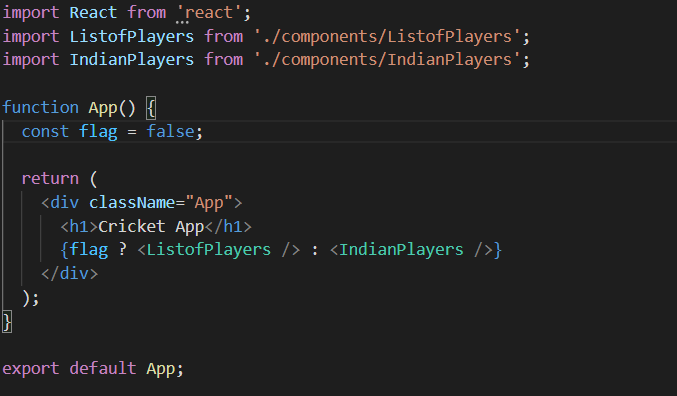 import React from 'react';
import ListofPlayers from './components/ListofPlayers';
import IndianPlayers from './components/IndianPlayers';

function App() {
  const flag = false;

  return (
    <div className="App">
      <h1>Cricket App</h1>
      {flag ? <ListofPlayers /> : <IndianPlayers />}
    </div>
  );
}

export default App;